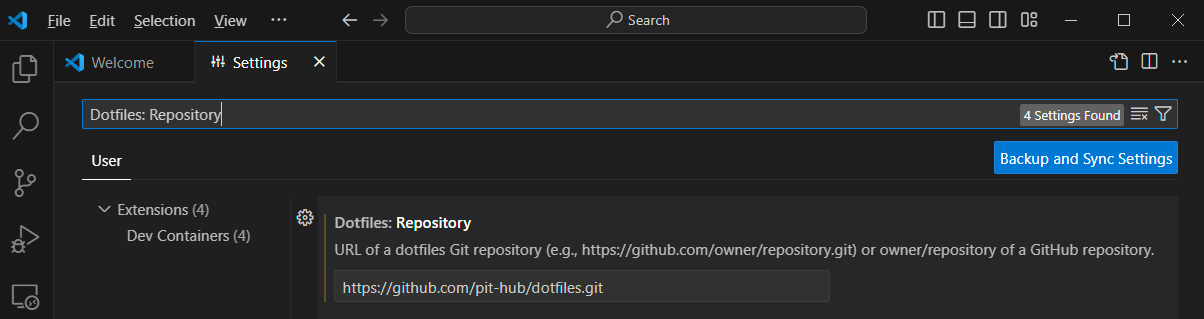 File Edit Selection View ··· Search
Welcome Settings
Dotfiles: Repository 4 Settings Found
User Backup and Sync Settings
Extensions (4)
Dev Containers (4)
Dotfiles: Repository
URL of a dotfiles Git repository (e.g., https://github.com/owner/repository.git) or owner/repository of a GitHub repository.
https://github.com/pit-hub/dotfiles.git